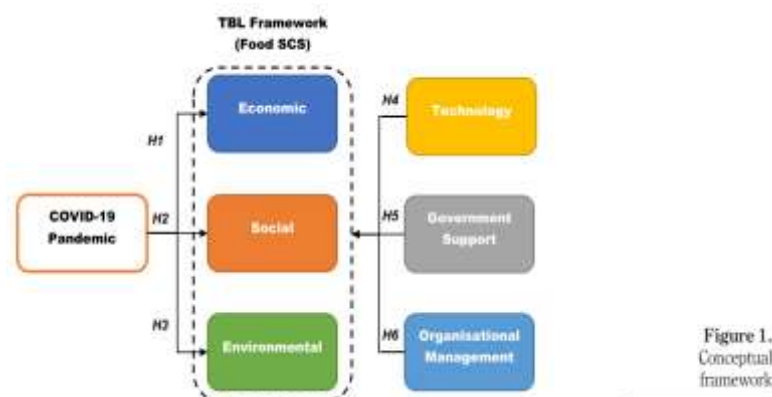 TBL Framework
(Food SCS)
Economic
H4
Technology
H1
COVID-19
Pandemic
H2
Social
H5
Government
Support
H3
Environmental
H6
Organisational
Management
Figure 1.
Conceptual
framework